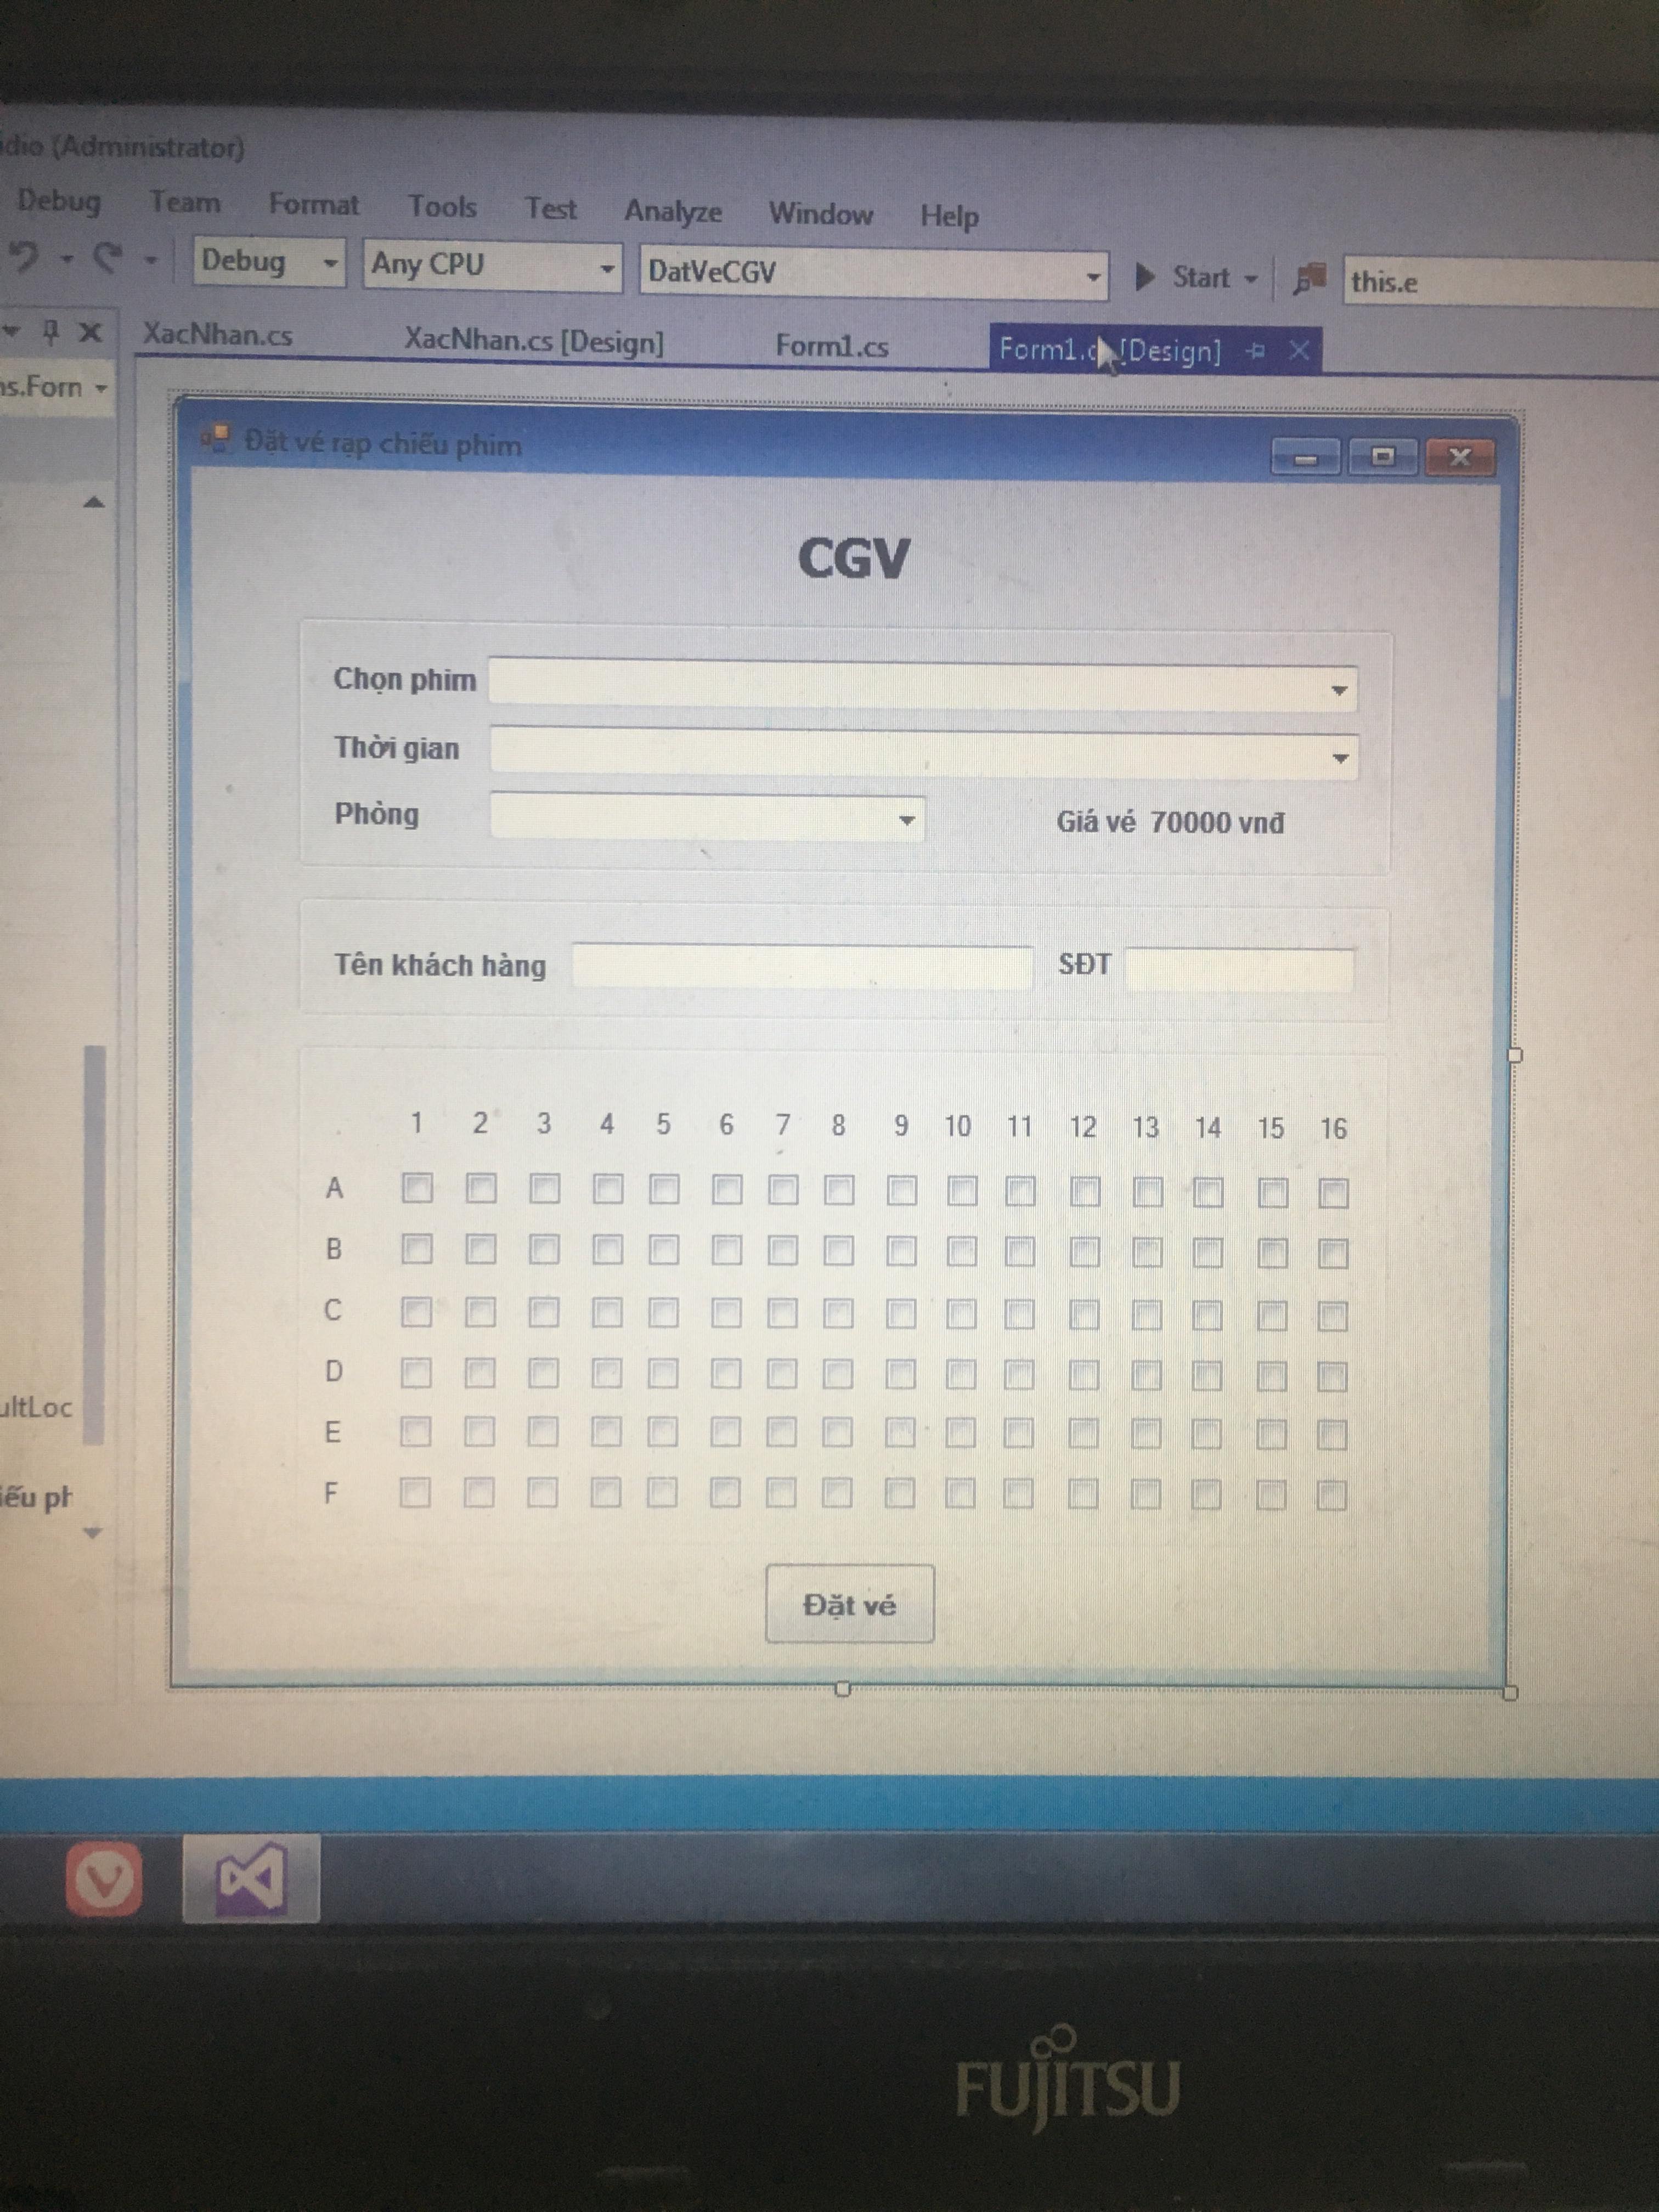 dio (Administrator)
Debug Team Format Tools Test Analyze Window Help
Debug Any CPU DatVeCGV Start this.e
XacNhan.cs XacNhan.cs [Design] Form1.cs Form1.c [Design]
ns.Forn
Đặt vé rạp chiếu phim
CGV
Chọn phim
Thời gian
Phòng Giá vé 70000 vnđ
Tên khách hàng SĐT
1 2 3 4 5 6 7 8 9 10 11 12 13 14 15 16
A
B
C
D
ultLoc
E
iếu ph
F
Đặt vé
FUJITSU